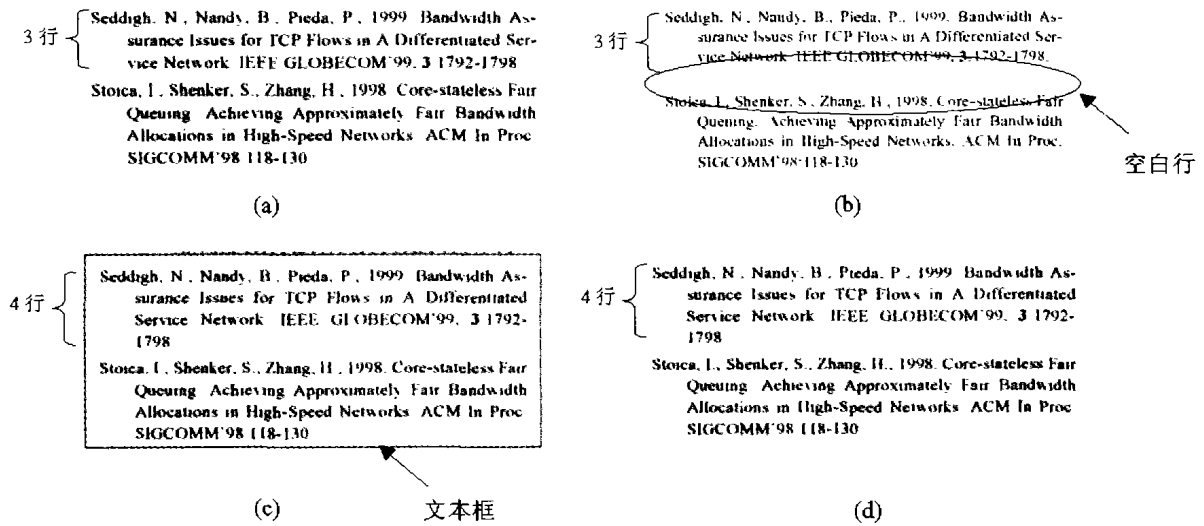 3 行
Seddigh, N., Nandy, B., Pieda, P., 1999 Bandwidth As-
surance Issues for TCP Flows in A Differentiated Ser-
vice Network IEEE GLOBECOM'99, 3 1792-1798
Stoica, I., Shenker, S., Zhang, H., 1998 Core-stateless Fair
Queuing Achieving Approximately Fair Bandwidth
Allocations in High-Speed Networks ACM In Proc
SIGCOMM'98 118-130
(a)
3 行
Seddigh, N., Nandy, B., Pieda, P., 1999. Bandwidth As-
surance Issues for TCP Flows in A Differentiated Ser-
vice Network IEEE GLOBECOM'99, 3.1792-1798.
Stoica, I., Shenker, S., Zhang, H., 1998. Core-stateless Fair
Queuing. Achieving Approximately Fair Bandwidth
Allocations in High-Speed Networks. ACM In Proc.
SIGCOMM'98:118-130
空白行
(b)
4 行
Seddigh, N., Nandy, B., Pieda, P., 1999 Bandwidth As-
surance Issues for TCP Flows in A Differentiated
Service Network IEEE GLOBECOM'99, 3 1792-
1798
Stoica, I., Shenker, S., Zhang, H., 1998. Core-stateless Fair
Queuing Achieving Approximately Fair Bandwidth
Allocations in High-Speed Networks ACM In Proc
SIGCOMM'98 118-130
(c)
文本框
4 行
Seddigh, N., Nandy, B., Pieda, P., 1999 Bandwidth As-
surance Issues for TCP Flows in A Differentiated
Service Network IEEE GLOBECOM'99, 3 1792-
1798
Stoica, I., Shenker, S., Zhang, H., 1998. Core-stateless Fair
Queuing Achieving Approximately Fair Bandwidth
Allocations in High-Speed Networks ACM In Proc
SIGCOMM'98 118-130
(d)